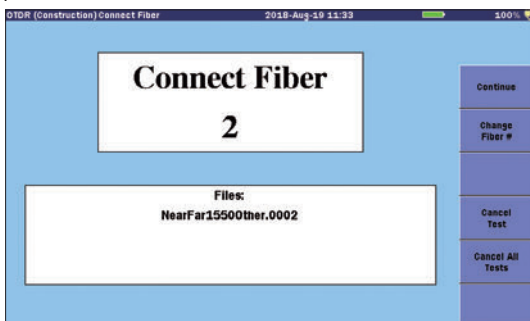 OTDR (Construction) Connect Fiber 2018-Aug-19 11:33 100%
Connect Fiber
2
Files:
NearFar1550Other.0002
Continue
Change
Fiber #
Cancel
Test
Cancel All
Tests